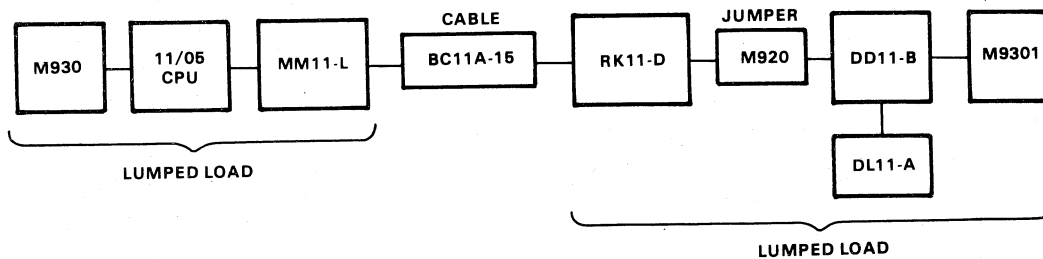 CABLE
JUMPER
M930
11/05
CPU
MM11-L
BC11A-15
RK11-D
M920
DD11-B
M9301
DL11-A
LUMPED LOAD
LUMPED LOAD